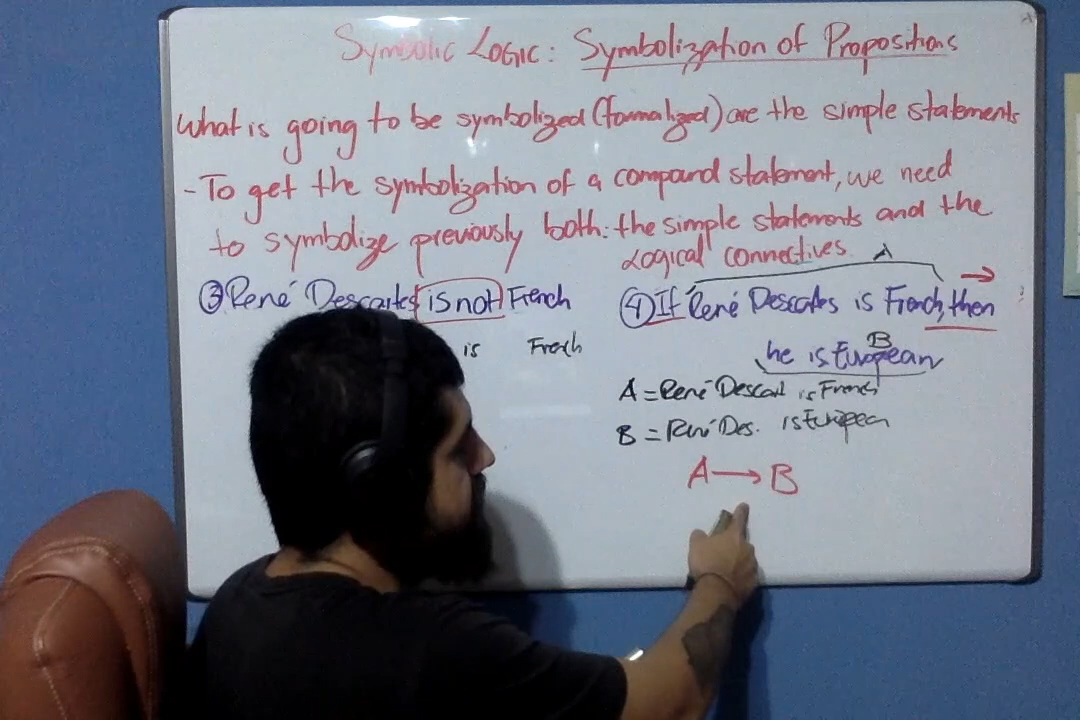 Symbolic Logic: Symbolization of Propositions
What is going to be symbolized (formalized) are the simple statements
- To get the symbolization of a compound statement, we need
to symbolize previously both: the simple statements and the
Logical connectives. A
③ René Descartes is not French
④ If René Descartes is French, then →
is French
he is European B
A = René Descart is French
B = René Des. is European
A → B